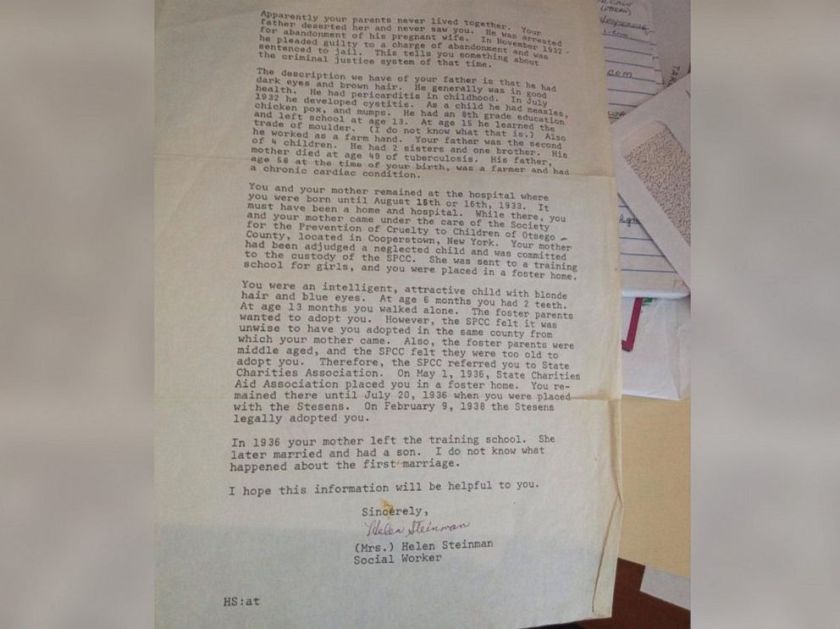 Apparently your parents never lived together. Your
father deserted her and never saw you. He was arrested
for abandonment of his pregnant wife. In November 1932
he pleaded guilty to a charge of abandonment and was
sentenced to jail. This tells you something about
the criminal justice system of that time.
The description we have of your father is that he had
dark eyes and brown hair. He generally was in good
health. He had pericarditis in childhood. In July
1932 he developed cystitis. As a child he had measles,
chicken pox, and mumps. He had an 8th grade education
and left school at age 13. At age 15 he learned the
trade of moulder. (I do not know what that is.) Also
he worked as a farm hand. Your father was the second
of 4 children. He had 2 sisters and one brother. His
mother died at age 49 of tuberculosis. His father,
age 58 at the time of your birth, was a farmer and had
a chronic cardiac condition.
You and your mother remained at the hospital where
you were born until August 15th or 16th, 1933. It
must have been a home and hospital. While there, you
and your mother came under the care of the Society
for the Prevention of Cruelty to Children of Otsego
County, located in Cooperstown, New York. Your mother
had been adjudged a neglected child and was committed
to the custody of the SPCC. She was sent to a training
school for girls, and you were placed in a foster home.
You were an intelligent, attractive child with blonde
hair and blue eyes. At age 6 months you had 2 teeth.
At age 13 months you walked alone. The foster parents
wanted to adopt you. However, the SPCC felt it was
unwise to have you adopted in the same county from
which your mother came. Also, the foster parents were
middle aged, and the SPCC felt they were too old to
adopt you. Therefore, the SPCC referred you to State
Charities Association. On May 1, 1936, State Charities
Aid Association placed you in a foster home. You re-
mained there until July 20, 1936 when you were placed
with the Stesens. On February 9, 1938 the Stesens
legally adopted you.
In 1936 your mother left the training school. She
later married and had a son. I do not know what
happened about the first marriage.
I hope this information will be helpful to you.
Sincerely,
Helen Steinman
(Mrs.) Helen Steinman
Social Worker
HS:at
com